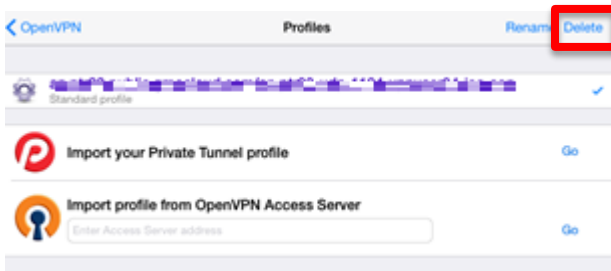 OpenVPN Profiles Rename Delete
Standard profile
Import your Private Tunnel profile Go
Import profile from OpenVPN Access Server
Enter Access Server address Go